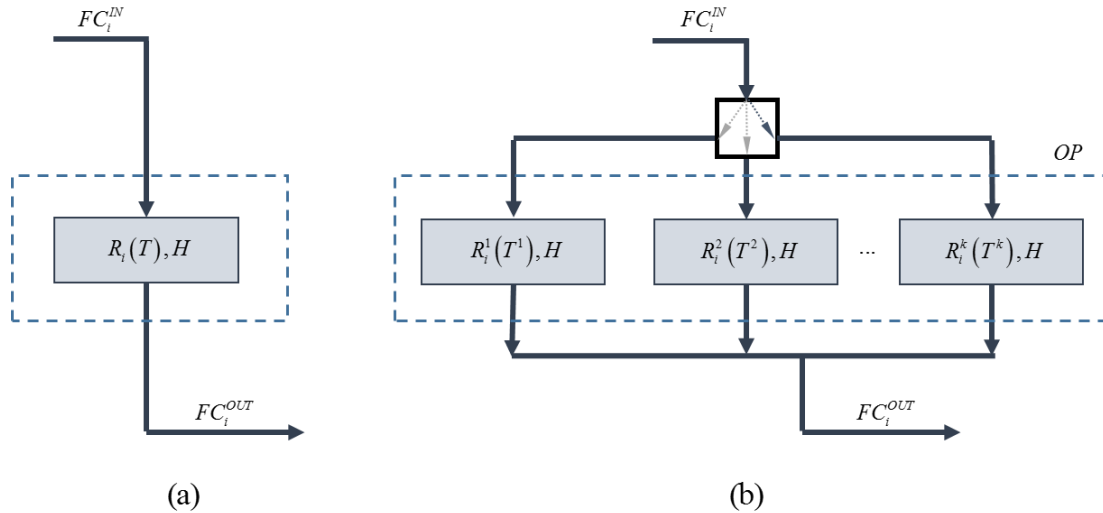 FC_i^{IN}
R_i(T), H
FC_i^{OUT}
(a)
FC_i^{IN}
OP
R_i^1(T^1), H
R_i^2(T^2), H
...
R_i^k(T^k), H
FC_i^{OUT}
(b)